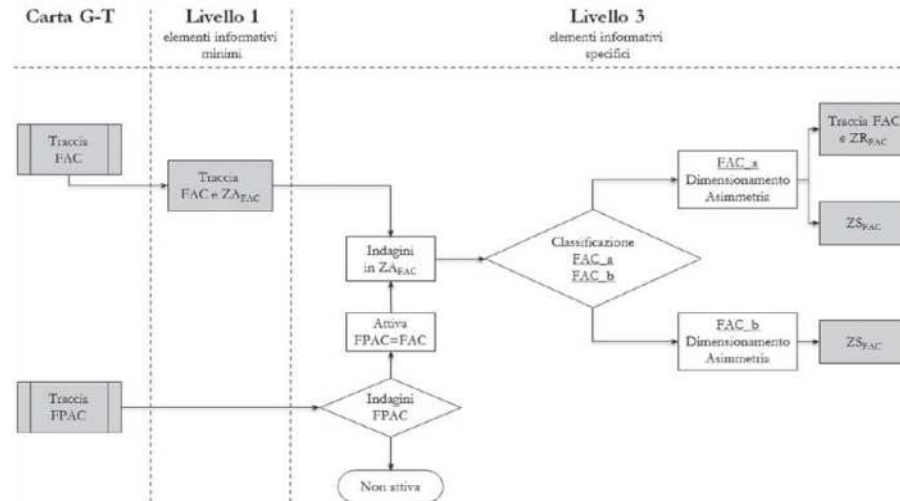 Carta G-T
Livello 1
elementi informativi
minimi
Livello 3
elementi informativi
specifici
Traccia
FAC
Traccia
FAC e ZAFAC
Indagini
in ZAFAC
Classificazione
FAC_a
FAC_b
FAC_a
Dimensionamento
Asimmetria
Traccia FAC
e ZRFAC
ZSFAC
Attiva
FPAC=FAC
FAC_b
Dimensionamento
Asimmetria
ZSFAC
Traccia
FPAC
Indagini
FPAC
Non attiva